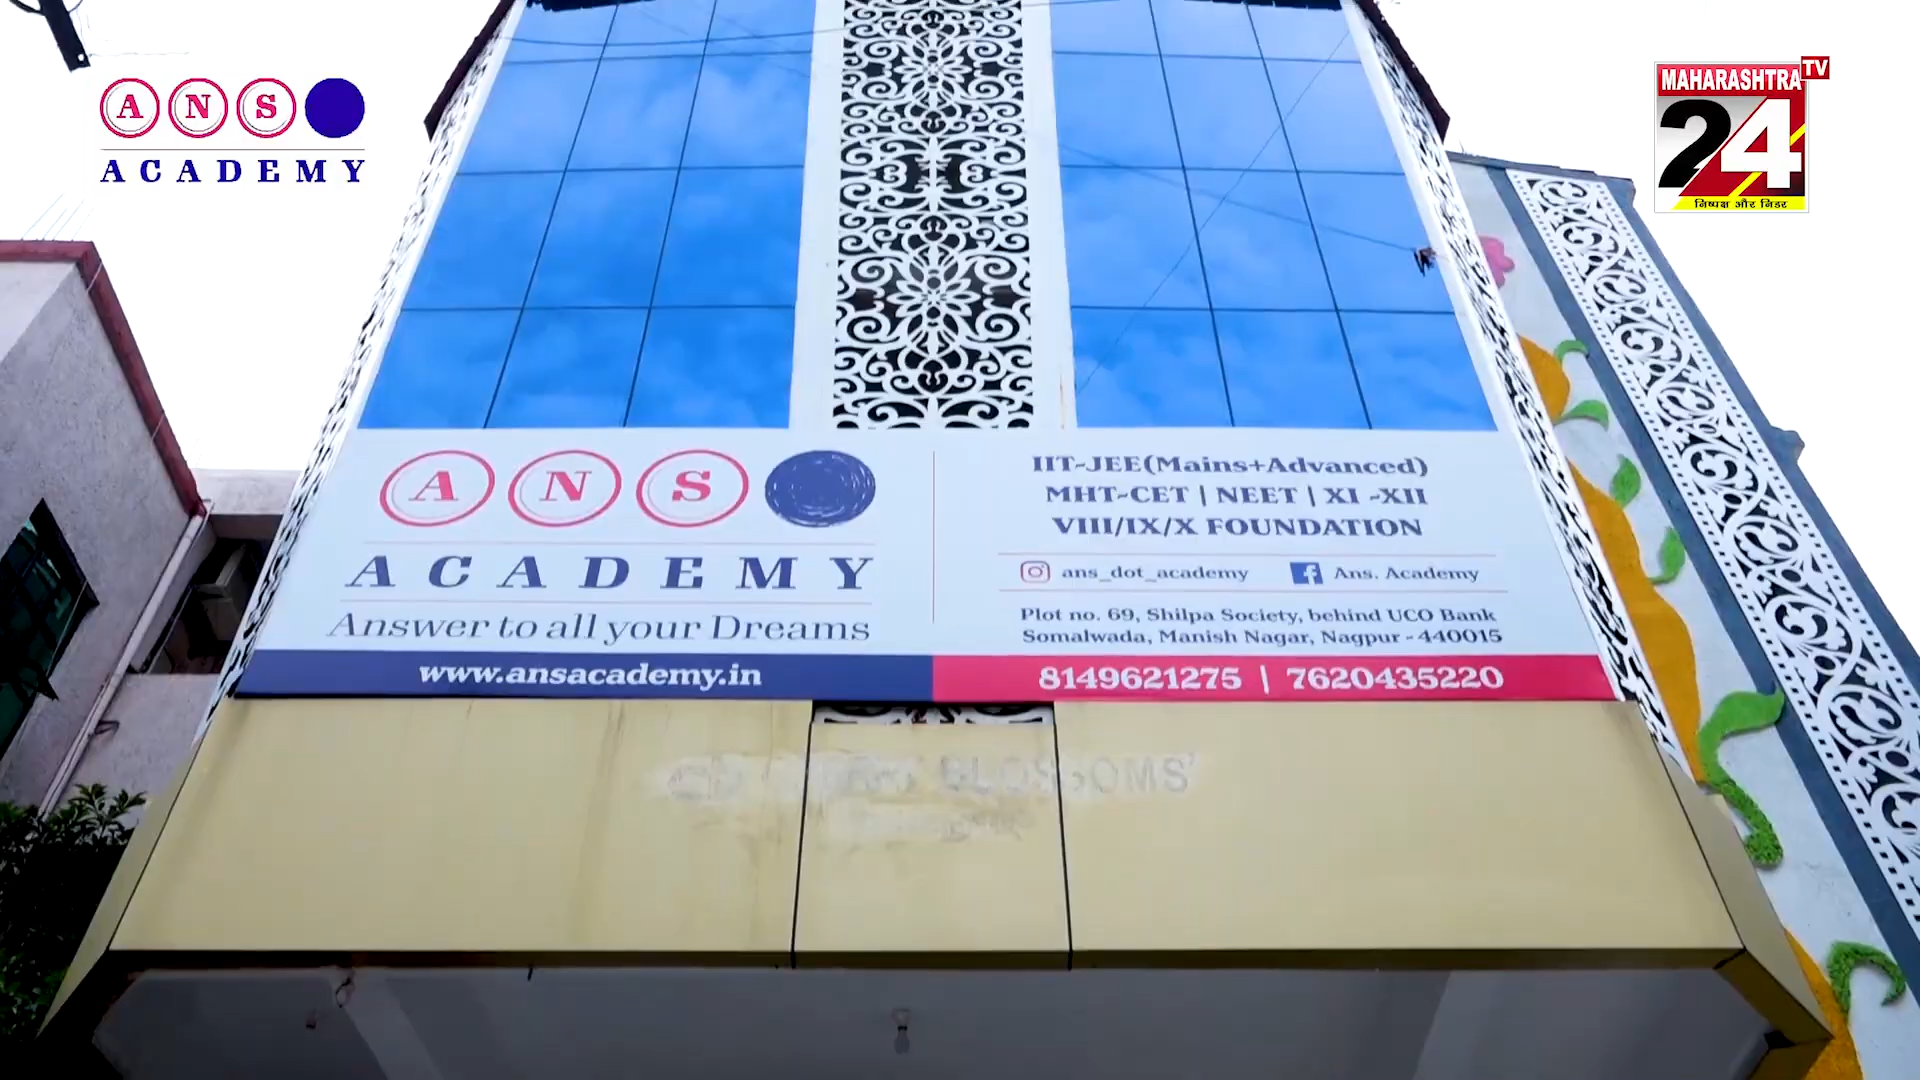 A N S
ACADEMY
MAHARASHTRA TV
24
निष्पक्ष और निडर
A N S
ACADEMY
Answer to all your Dreams
www.ansacademy.in
IIT-JEE(Mains+Advanced)
MHT-CET | NEET | XI -XII
VIII/IX/X FOUNDATION
ans_dot_academy
Ans. Academy
Plot no. 69, Shilpa Society, behind UCO Bank
Somalwada, Manish Nagar, Nagpur - 440015
8149621275 | 7620435220
BLOSSOMS'